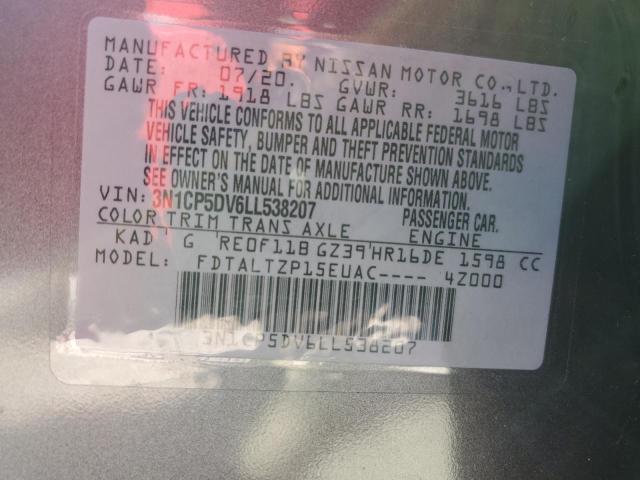 MANUFACTURED BY NISSAN MOTOR CO.,LTD.
DATE: 07/20. GVWR: 3616 LBS
GAWR FR: 1918 LBS GAWR RR: 1698 LBS
THIS VEHICLE CONFORMS TO ALL APPLICABLE FEDERAL MOTOR
VEHICLE SAFETY, BUMPER AND THEFT PREVENTION STANDARDS
IN EFFECT ON THE DATE OF MANUFACTURE SHOWN ABOVE.
SEE OWNER'S MANUAL FOR ADDITIONAL INFORMATION.
VIN: 3N1CP5DV6LL538207 PASSENGER CAR.
COLOR TRIM TRANS AXLE ENGINE
KAD G RE0F11B GZ39 HR16DE 1598 CC
MODEL: FDTALTZP15EUAC---- 4Z000
3N1CP5DV6LL538207